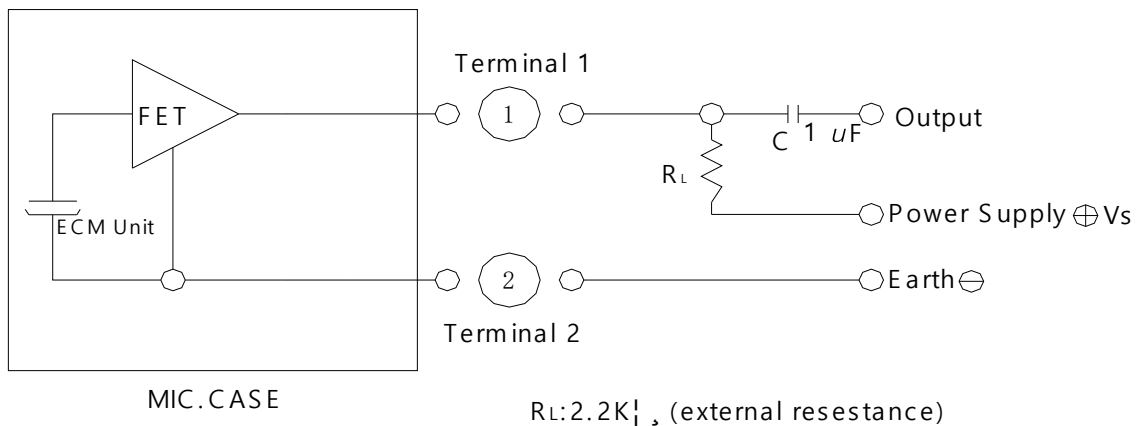 Terminal 1
FET
1
C 1 uF
Output
RL
ECM Unit
Power Supply ⊕ Vs
2
Earth ⊖
Terminal 2
MIC.CASE
RL:2.2K¦¸ (external resestance)